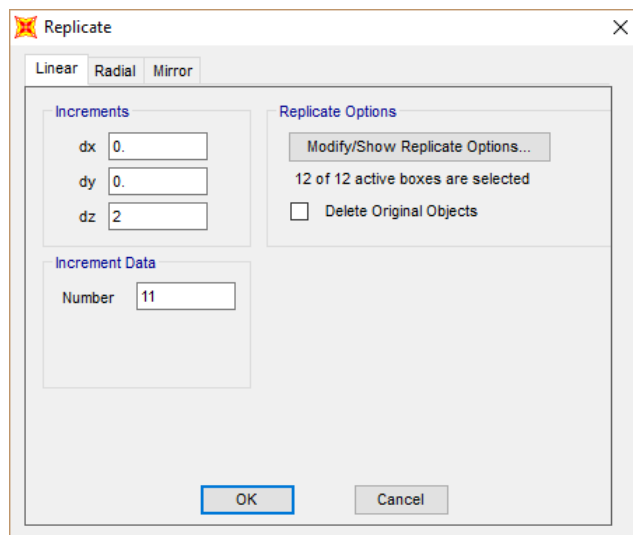 Replicate
Linear Radial Mirror
Increments
dx 0.
dy 0.
dz 2
Replicate Options
Modify/Show Replicate Options...
12 of 12 active boxes are selected
Delete Original Objects
Increment Data
Number 11
OK Cancel